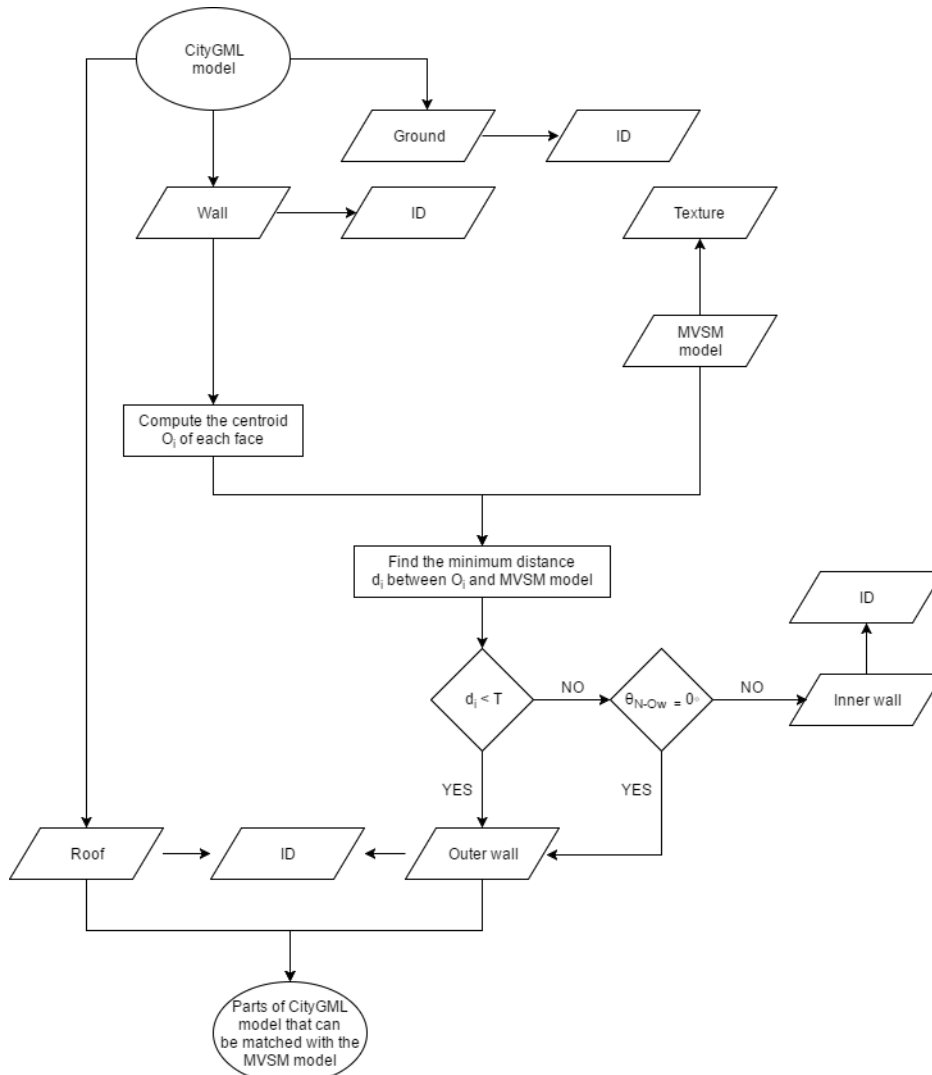 CityGML
model
Ground
ID
Wall
ID
Texture
MVSM
model
Compute the centroid
Oᵢ of each face
Find the minimum distance
dᵢ between Oᵢ and MVSM model
ID
dᵢ < T
NO
θN-Ow = 0◦
NO
Inner wall
YES
YES
Roof
ID
Outer wall
Parts of CityGML
model that can
be matched with the
MVSM model